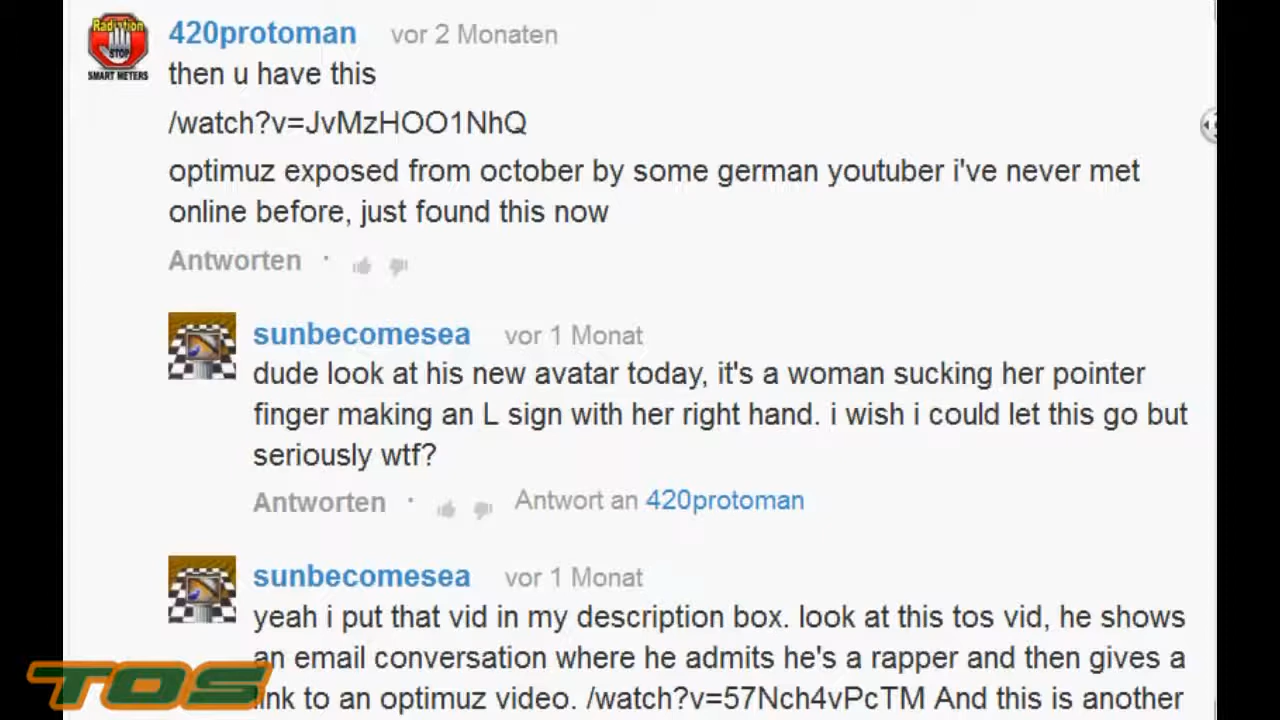 Radiation
STOP
SMART METERS
420protoman vor 2 Monaten
then u have this
/watch?v=JvMzHOO1NhQ
optimuz exposed from october by some german youtuber i've never met
online before, just found this now
Antworten ·
sunbecomesea vor 1 Monat
dude look at his new avatar today, it's a woman sucking her pointer
finger making an L sign with her right hand. i wish i could let this go but
seriously wtf?
Antworten · Antwort an 420protoman
sunbecomesea vor 1 Monat
yeah i put that vid in my description box. look at this tos vid, he shows
an email conversation where he admits he's a rapper and then gives a
link to an optimuz video. /watch?v=57Nch4vPcTM And this is another
TOS